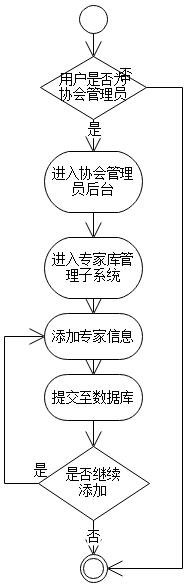 用户是否为
否
协会管理员
是
进入协会管理
员后台
进入专家库管
理子系统
添加专家信息
提交至数据库
是
是否继续
添加
否